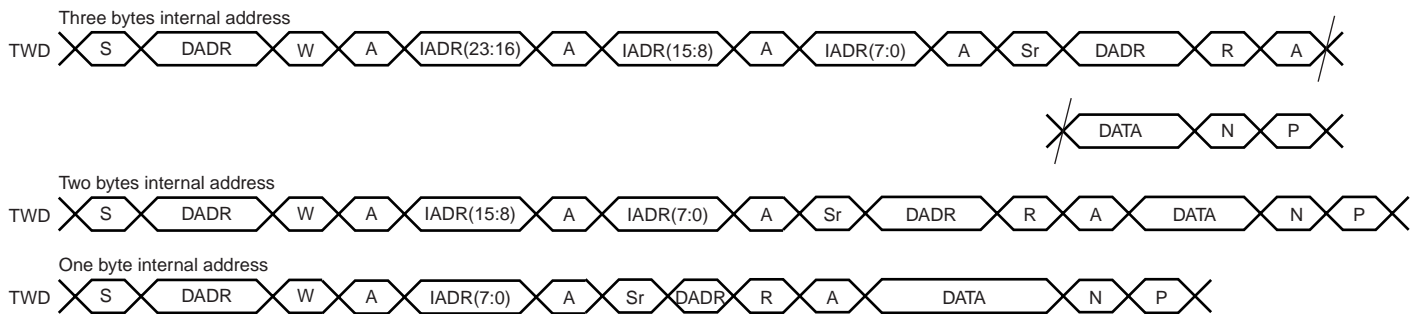 Three bytes internal address
TWD S DADR W A IADR(23:16) A IADR(15:8) A IADR(7:0) A Sr DADR R A
DATA N P
Two bytes internal address
TWD S DADR W A IADR(15:8) A IADR(7:0) A Sr DADR R A DATA N P
One byte internal address
TWD S DADR W A IADR(7:0) A Sr DADR R A DATA N P